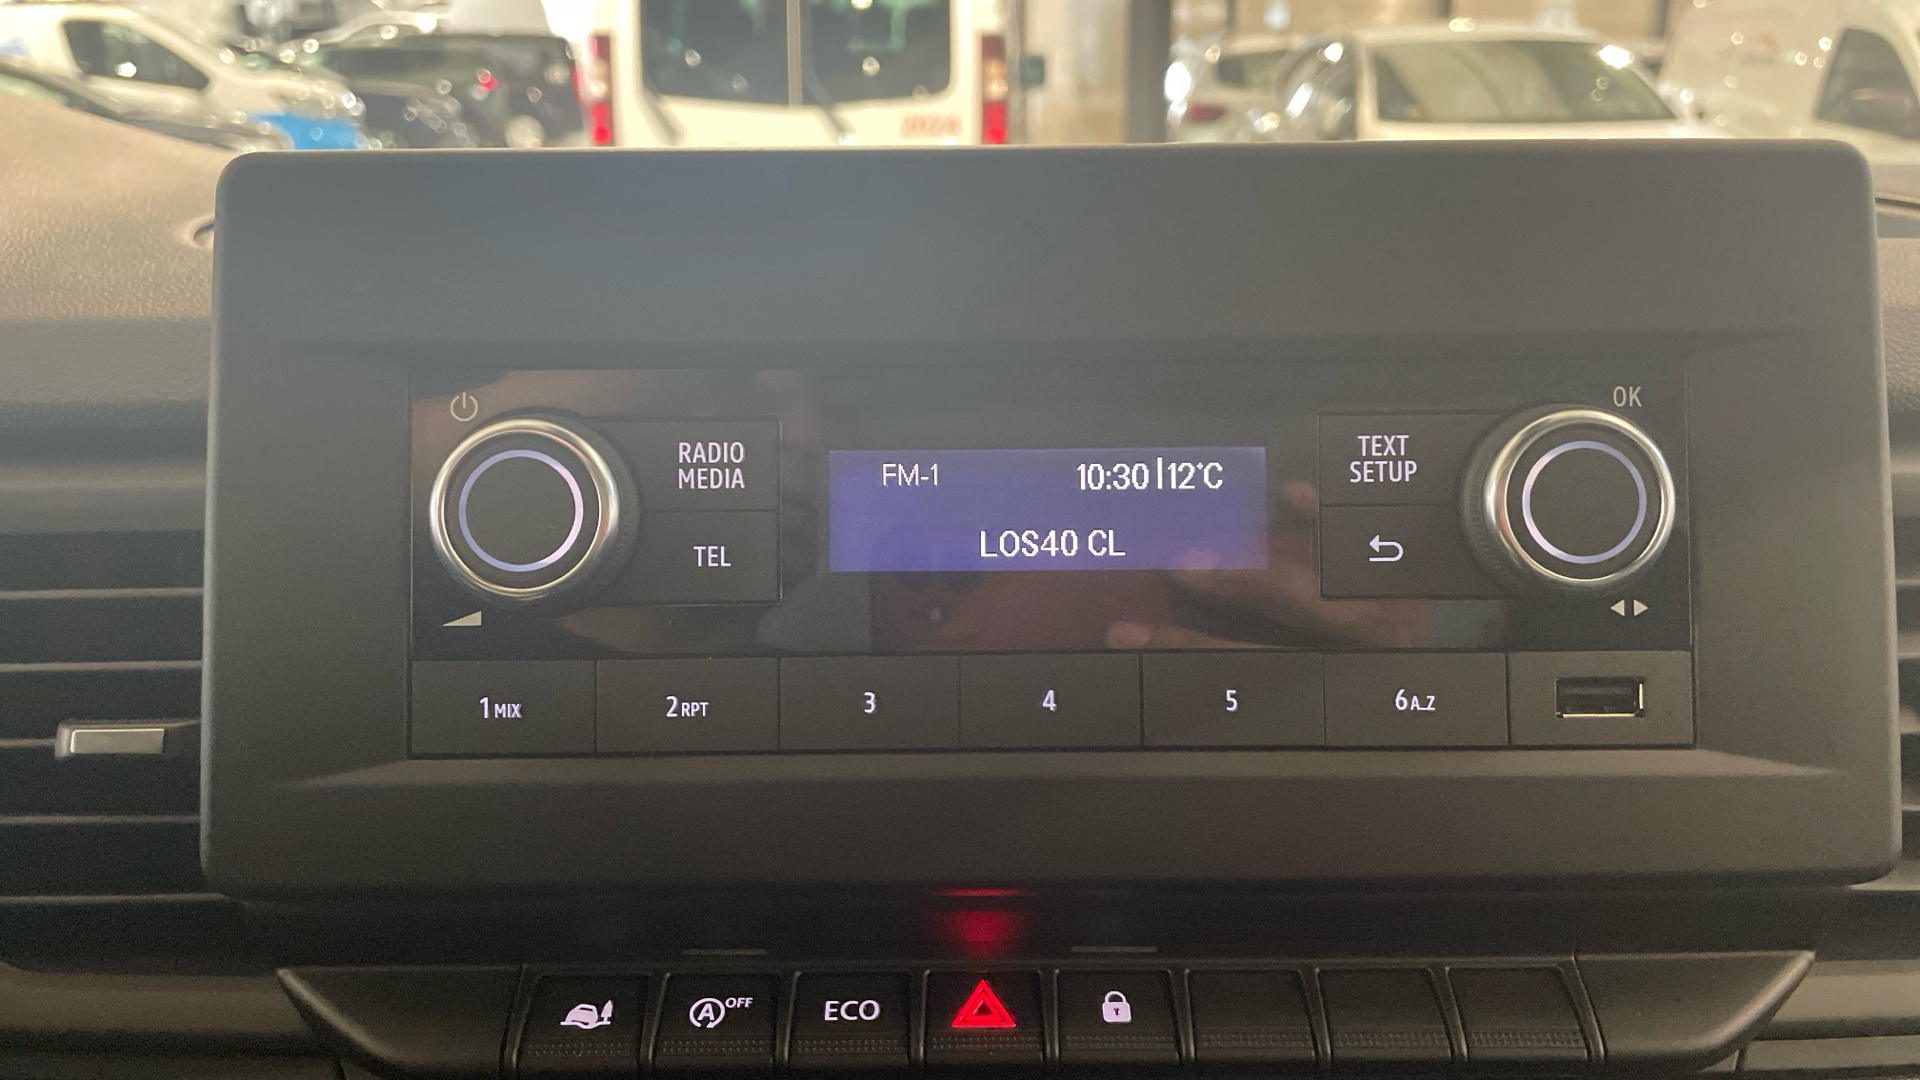 OK
RADIO
MEDIA
TEL
FM-1
10:30|12°C
LOS40 CL
TEXT
SETUP
1 MIX
2 RPT
3
4
5
6 A..Z
A OFF
ECO